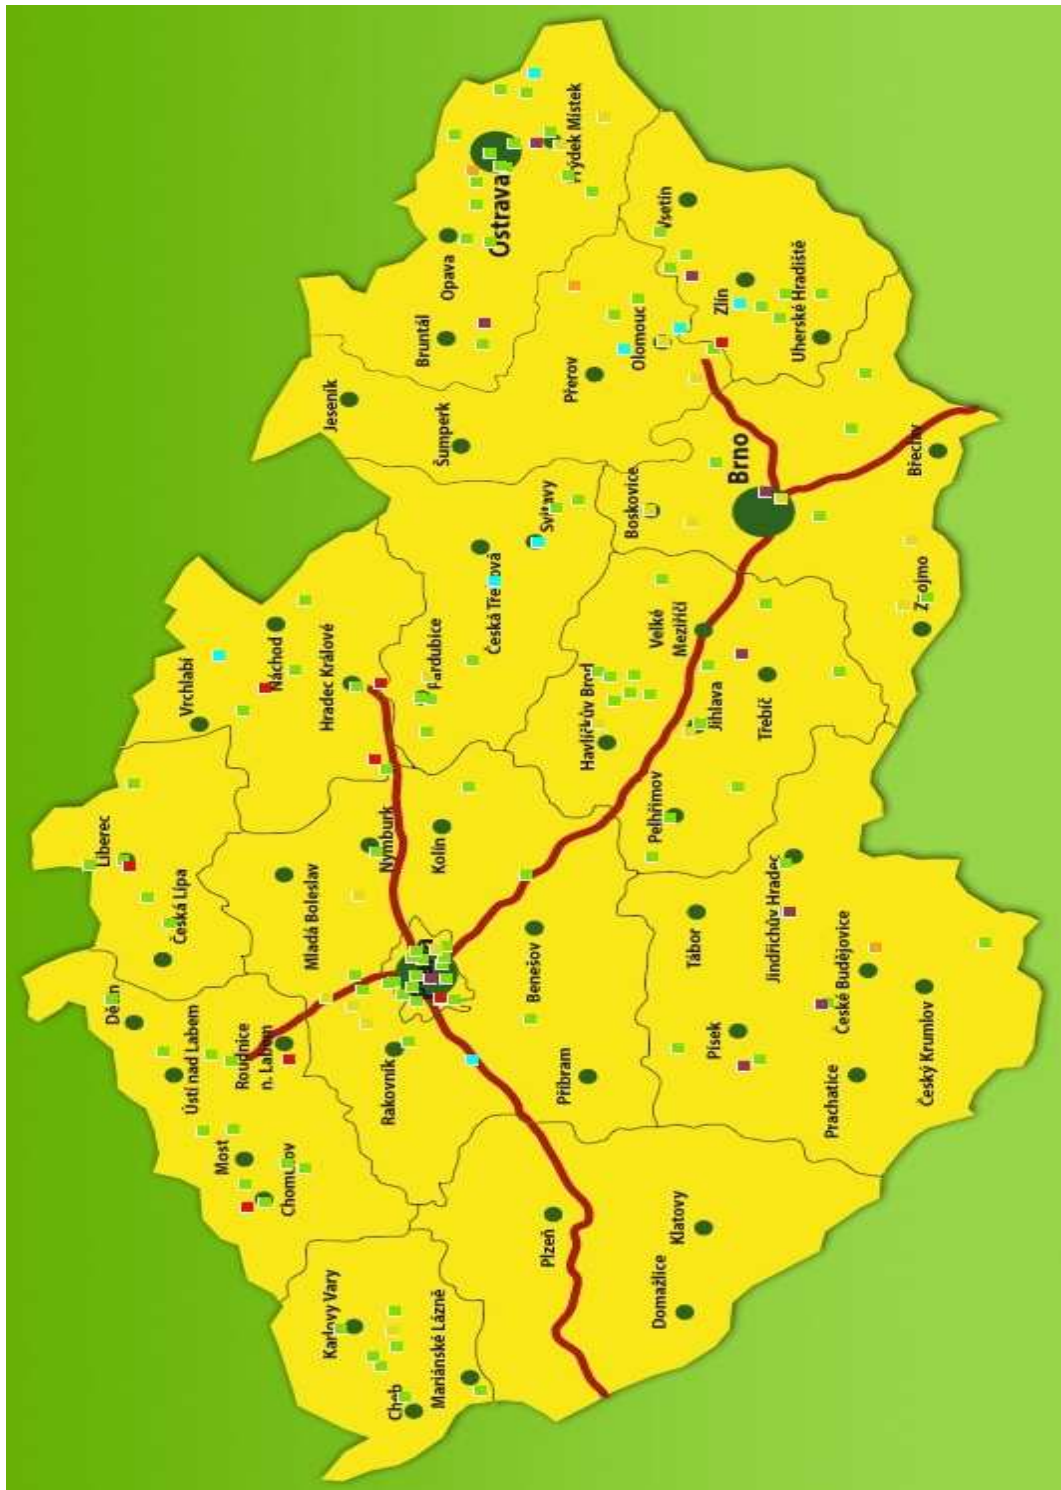 Liberec
Děčín
Česká Lípa
Vrchlabí
Ústí nad Labem
Most
Roudnice
n. Labem
Náchod
Chomutov
Mladá Boleslav
Hradec Králové
Jeseník
Karlovy Vary
Rakovník
Nymburk
Cheb
Bruntál
Mariánské Lázně
Kolín
Pardubice
Šumperk
Opava
Česká Třebová
Ostrava
Benešov
Plzeň
Svitavy
Příbram
Přerov
Frýdek Místek
Havlíčkův Brod
Boskovice
Olomouc
Domažlice
Pelhřimov
Velké
Meziříčí
Vsetín
Klatovy
Tábor
Písek
Jihlava
Zlín
Brno
Třebíč
Jindřichův Hradec
Uherské Hradiště
Prachatice
České Budějovice
Břeclav
Znojmo
Český Krumlov